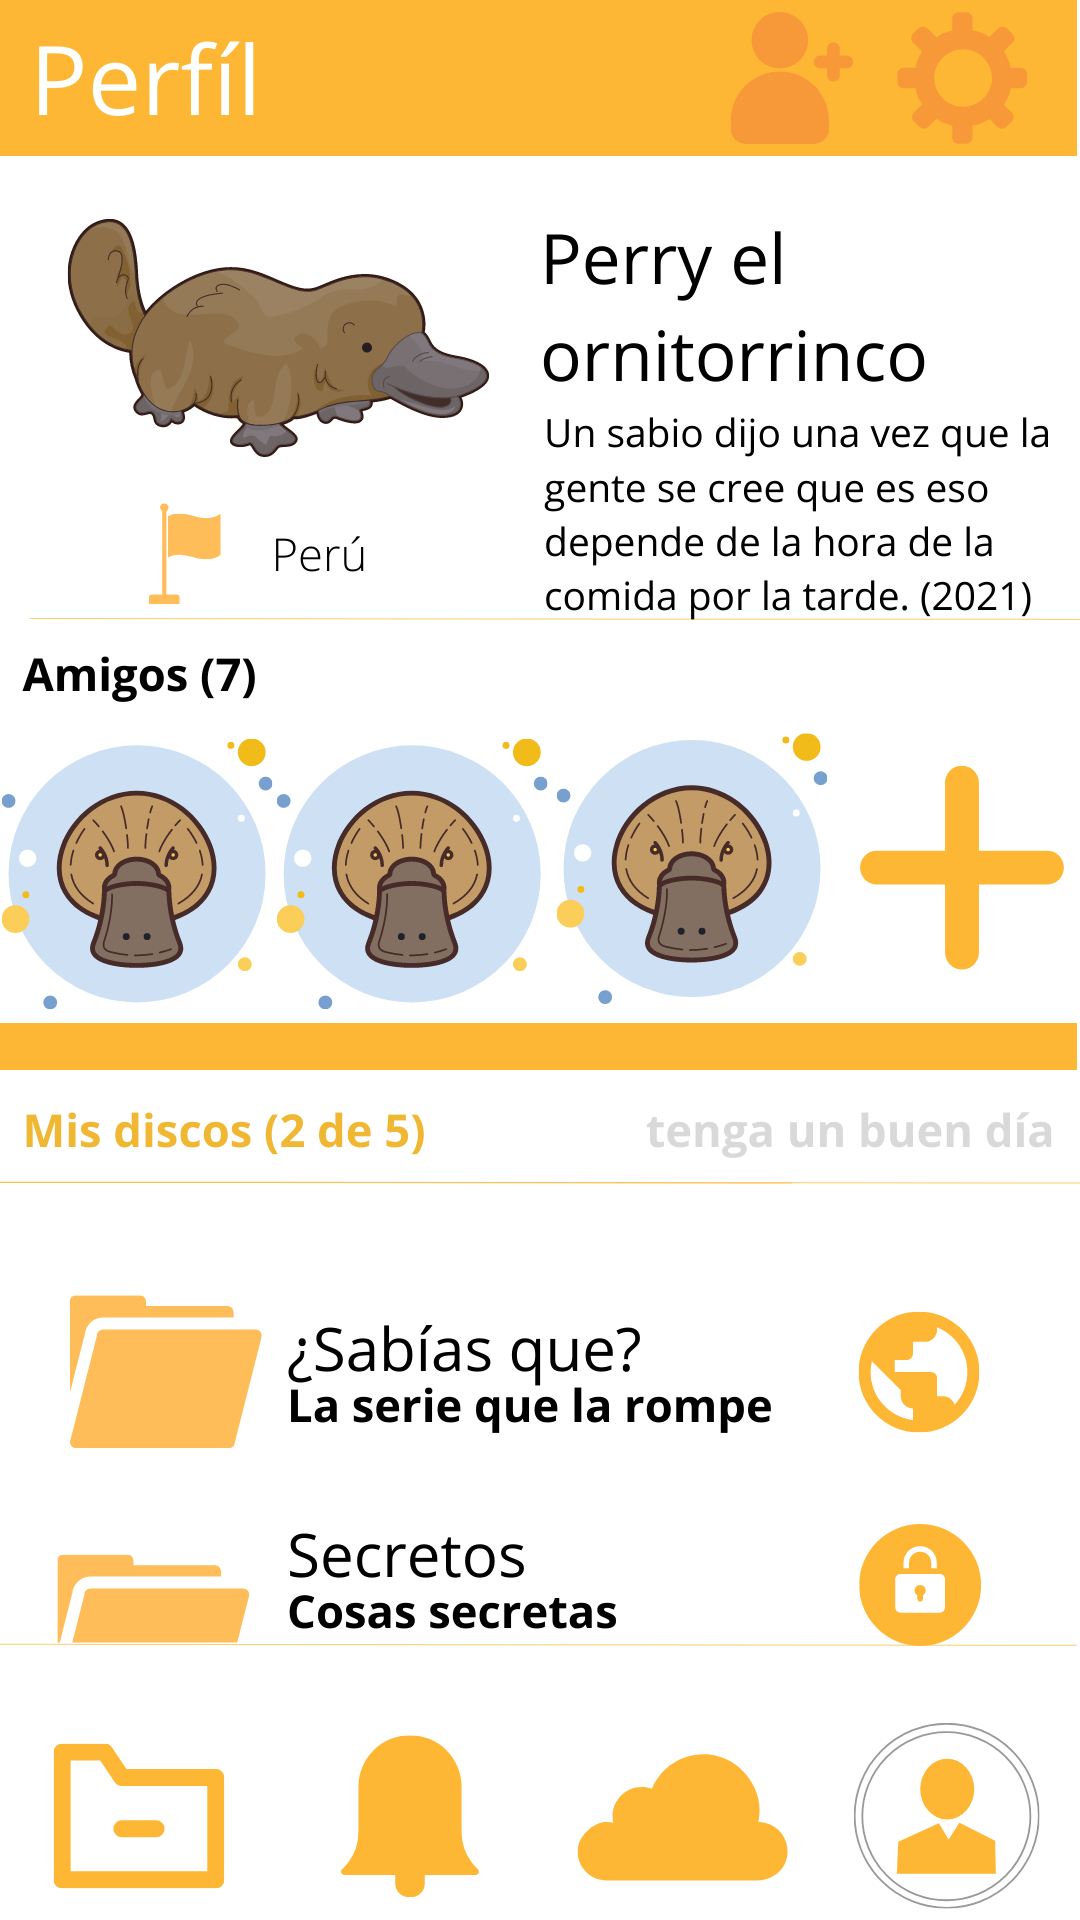 Perfíl
Perry el
ornitorrinco
Un sabio dijo una vez que la
gente se cree que es eso
depende de la hora de la
comida por la tarde. (2021)
Perú
Amigos (7)
Mis discos (2 de 5)
tenga un buen día
¿Sabías que?
La serie que la rompe
Secretos
Cosas secretas